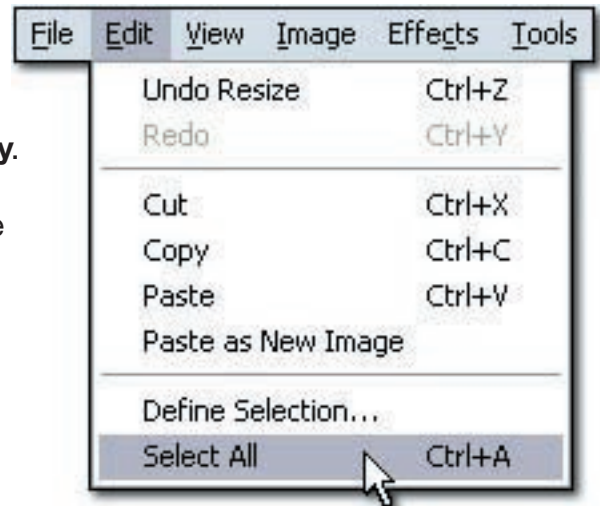 File Edit View Image Effects Tools
Undo Resize Ctrl+Z
Redo Ctrl+Y
y.
Cut Ctrl+X
e
Copy Ctrl+C
Paste Ctrl+V
Paste as New Image
Define Selection...
Select All Ctrl+A